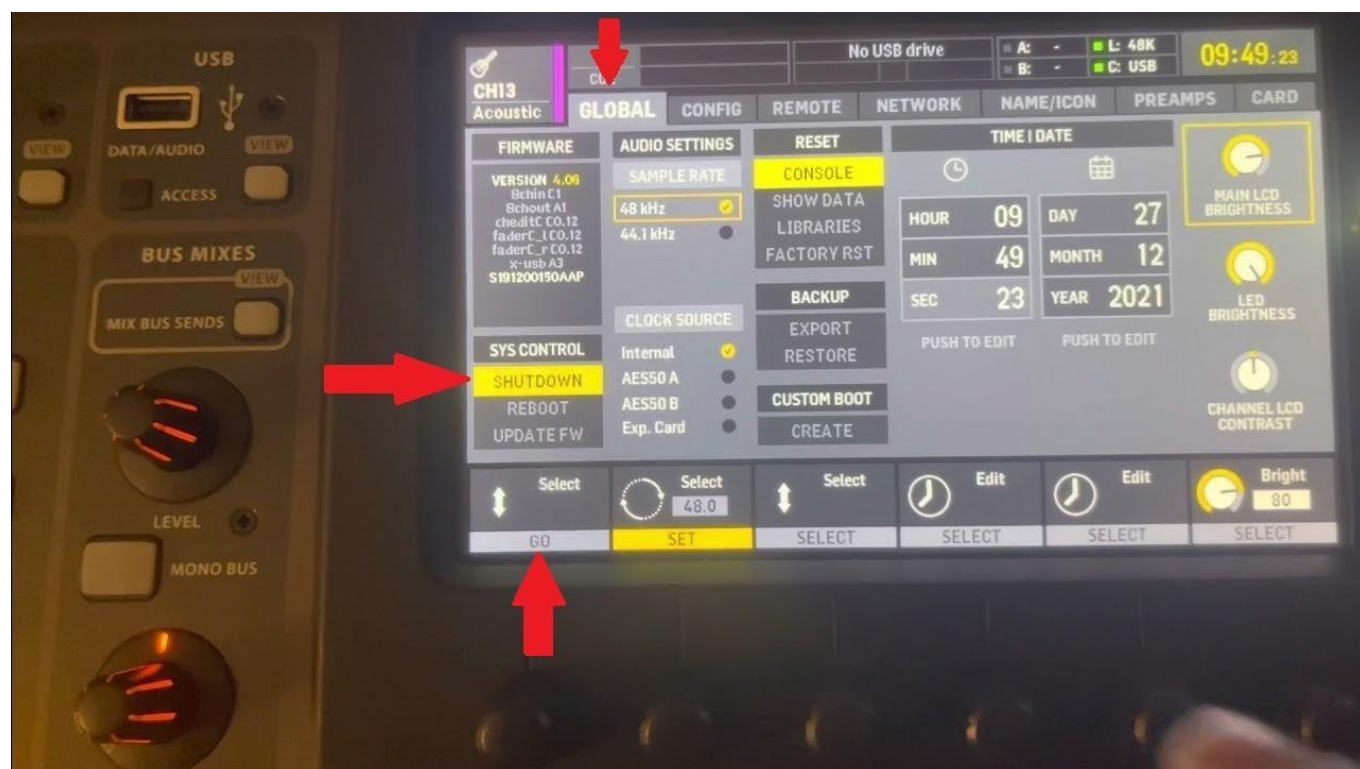 USB
VIEW
DATA/AUDIO
VIEW
ACCESS
BUS MIXES
VIEW
MIX BUS SENDS
LEVEL
MONO BUS
CH13
Acoustic
No USB drive
A: -
B: -
L: 48K
C: USB
09:49:23
GLOBAL
CONFIG
REMOTE
NETWORK
NAME/ICON
PREAMPS
CARD
FIRMWARE
VERSION 4.06
8chin C1
8chout A1
cheditC C0.12
faderC_l C0.12
faderC_r C0.12
x-usb A3
S191200150AAP
SYS CONTROL
SHUTDOWN
REBOOT
UPDATE FW
AUDIO SETTINGS
SAMPLE RATE
48 kHz
44.1 kHz
CLOCK SOURCE
Internal
AES50 A
AES50 B
Exp. Card
RESET
CONSOLE
SHOW DATA
LIBRARIES
FACTORY RST
BACKUP
EXPORT
RESTORE
CUSTOM BOOT
CREATE
TIME | DATE
HOUR 09
MIN 49
SEC 23
PUSH TO EDIT
DAY 27
MONTH 12
YEAR 2021
PUSH TO EDIT
MAIN LCD
BRIGHTNESS
LED
BRIGHTNESS
CHANNEL LCD
CONTRAST
Select
GO
Select
48.0
SET
Select
SELECT
Edit
SELECT
Edit
SELECT
Bright
80
SELECT